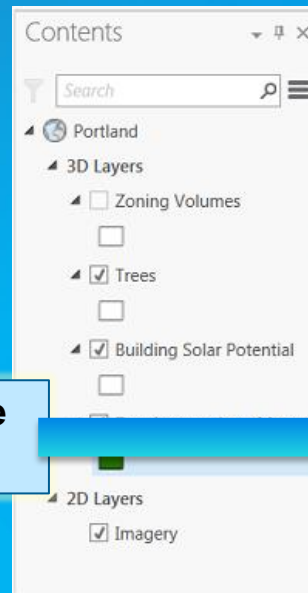 Contents
Search
Portland
3D Layers
Zoning Volumes
Trees
Building Solar Potential
e
2D Layers
Imagery